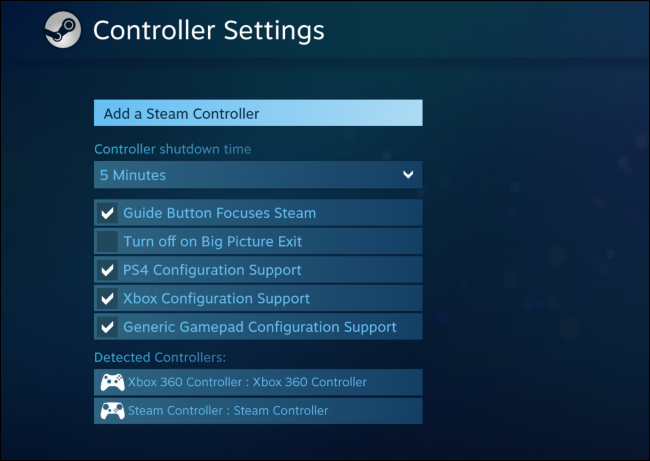 Controller Settings
Add a Steam Controller
Controller shutdown time
5 Minutes
Guide Button Focuses Steam
Turn off on Big Picture Exit
PS4 Configuration Support
Xbox Configuration Support
Generic Gamepad Configuration Support
Detected Controllers:
Xbox 360 Controller : Xbox 360 Controller
Steam Controller : Steam Controller